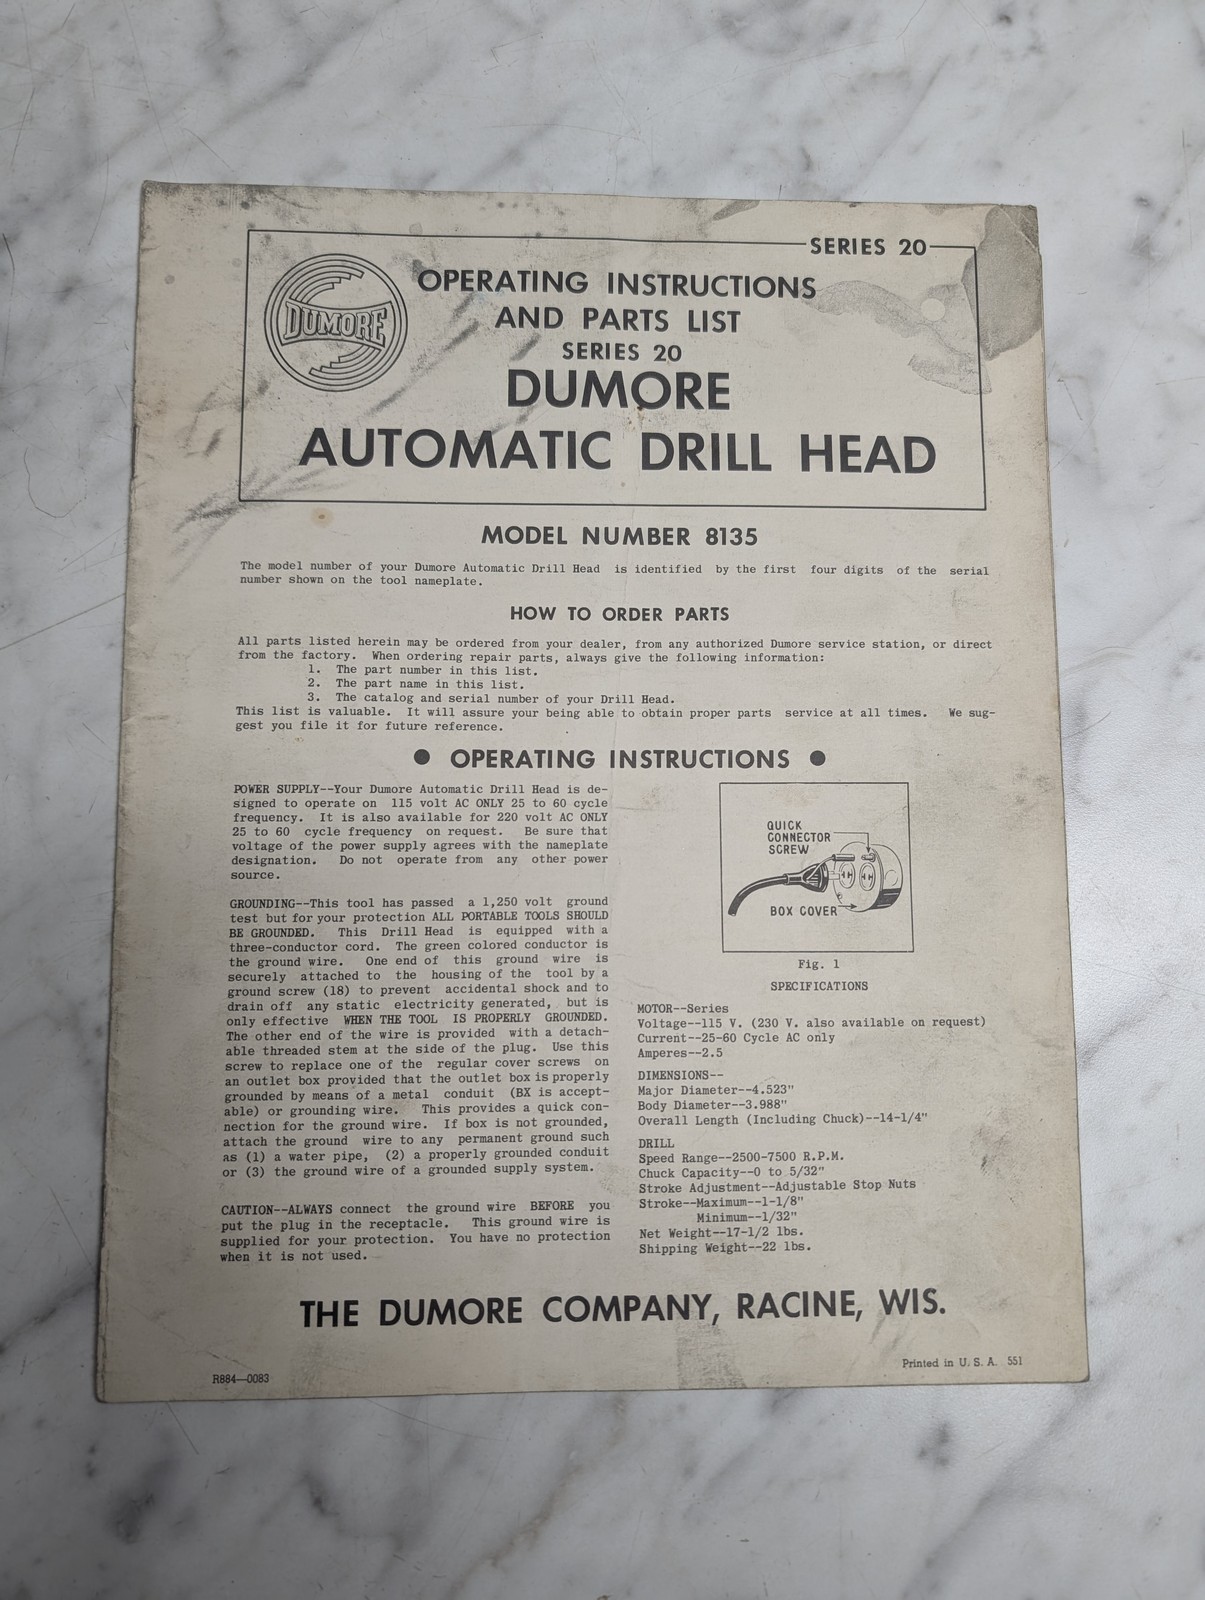 SERIES 20
DUMORE
OPERATING INSTRUCTIONS
AND PARTS LIST
SERIES 20
DUMORE
AUTOMATIC DRILL HEAD
MODEL NUMBER 8135
The model number of your Dumore Automatic Drill Head is identified by the first four digits of the serial
number shown on the tool nameplate.
HOW TO ORDER PARTS
All parts listed herein may be ordered from your dealer, from any authorized Dumore service station, or direct
from the factory. When ordering repair parts, always give the following information:
1. The part number in this list.
2. The part name in this list.
3. The catalog and serial number of your Drill Head.
This list is valuable. It will assure your being able to obtain proper parts service at all times. We sug-
gest you file it for future reference.
● OPERATING INSTRUCTIONS ●
POWER SUPPLY--Your Dumore Automatic Drill Head is de-
signed to operate on 115 volt AC ONLY 25 to 60 cycle
frequency. It is also available for 220 volt AC ONLY
25 to 60 cycle frequency on request. Be sure that
voltage of the power supply agrees with the nameplate
designation. Do not operate from any other power
source.
GROUNDING--This tool has passed a 1,250 volt ground
test but for your protection ALL PORTABLE TOOLS SHOULD
BE GROUNDED. This Drill Head is equipped with a
three-conductor cord. The green colored conductor is
the ground wire. One end of this ground wire is
securely attached to the housing of the tool by a
ground screw (18) to prevent accidental shock and to
drain off any static electricity generated, but is
only effective WHEN THE TOOL IS PROPERLY GROUNDED.
The other end of the wire is provided with a detach-
able threaded stem at the side of the plug. Use this
screw to replace one of the regular cover screws on
an outlet box provided that the outlet box is properly
grounded by means of a metal conduit (BX is accept-
able) or grounding wire. This provides a quick con-
nection for the ground wire. If box is not grounded,
attach the ground wire to any permanent ground such
as (1) a water pipe, (2) a properly grounded conduit
or (3) the ground wire of a grounded supply system.
CAUTION--ALWAYS connect the ground wire BEFORE you
put the plug in the receptacle. This ground wire is
supplied for your protection. You have no protection
when it is not used.
QUICK
CONNECTOR
SCREW
BOX COVER
Fig. 1
SPECIFICATIONS
MOTOR--Series
Voltage--115 V. (230 V. also available on request)
Current--25-60 Cycle AC only
Amperes--2.5
DIMENSIONS--
Major Diameter--4.523"
Body Diameter--3.988"
Overall Length (Including Chuck)--14-1/4"
DRILL
Speed Range--2500-7500 R.P.M.
Chuck Capacity--0 to 5/32"
Stroke Adjustment--Adjustable Stop Nuts
Stroke--Maximum--1-1/8"
Minimum--1/32"
Net Weight--17-1/2 lbs.
Shipping Weight--22 lbs.
THE DUMORE COMPANY, RACINE, WIS.
R884—0083
Printed in U. S. A. 551